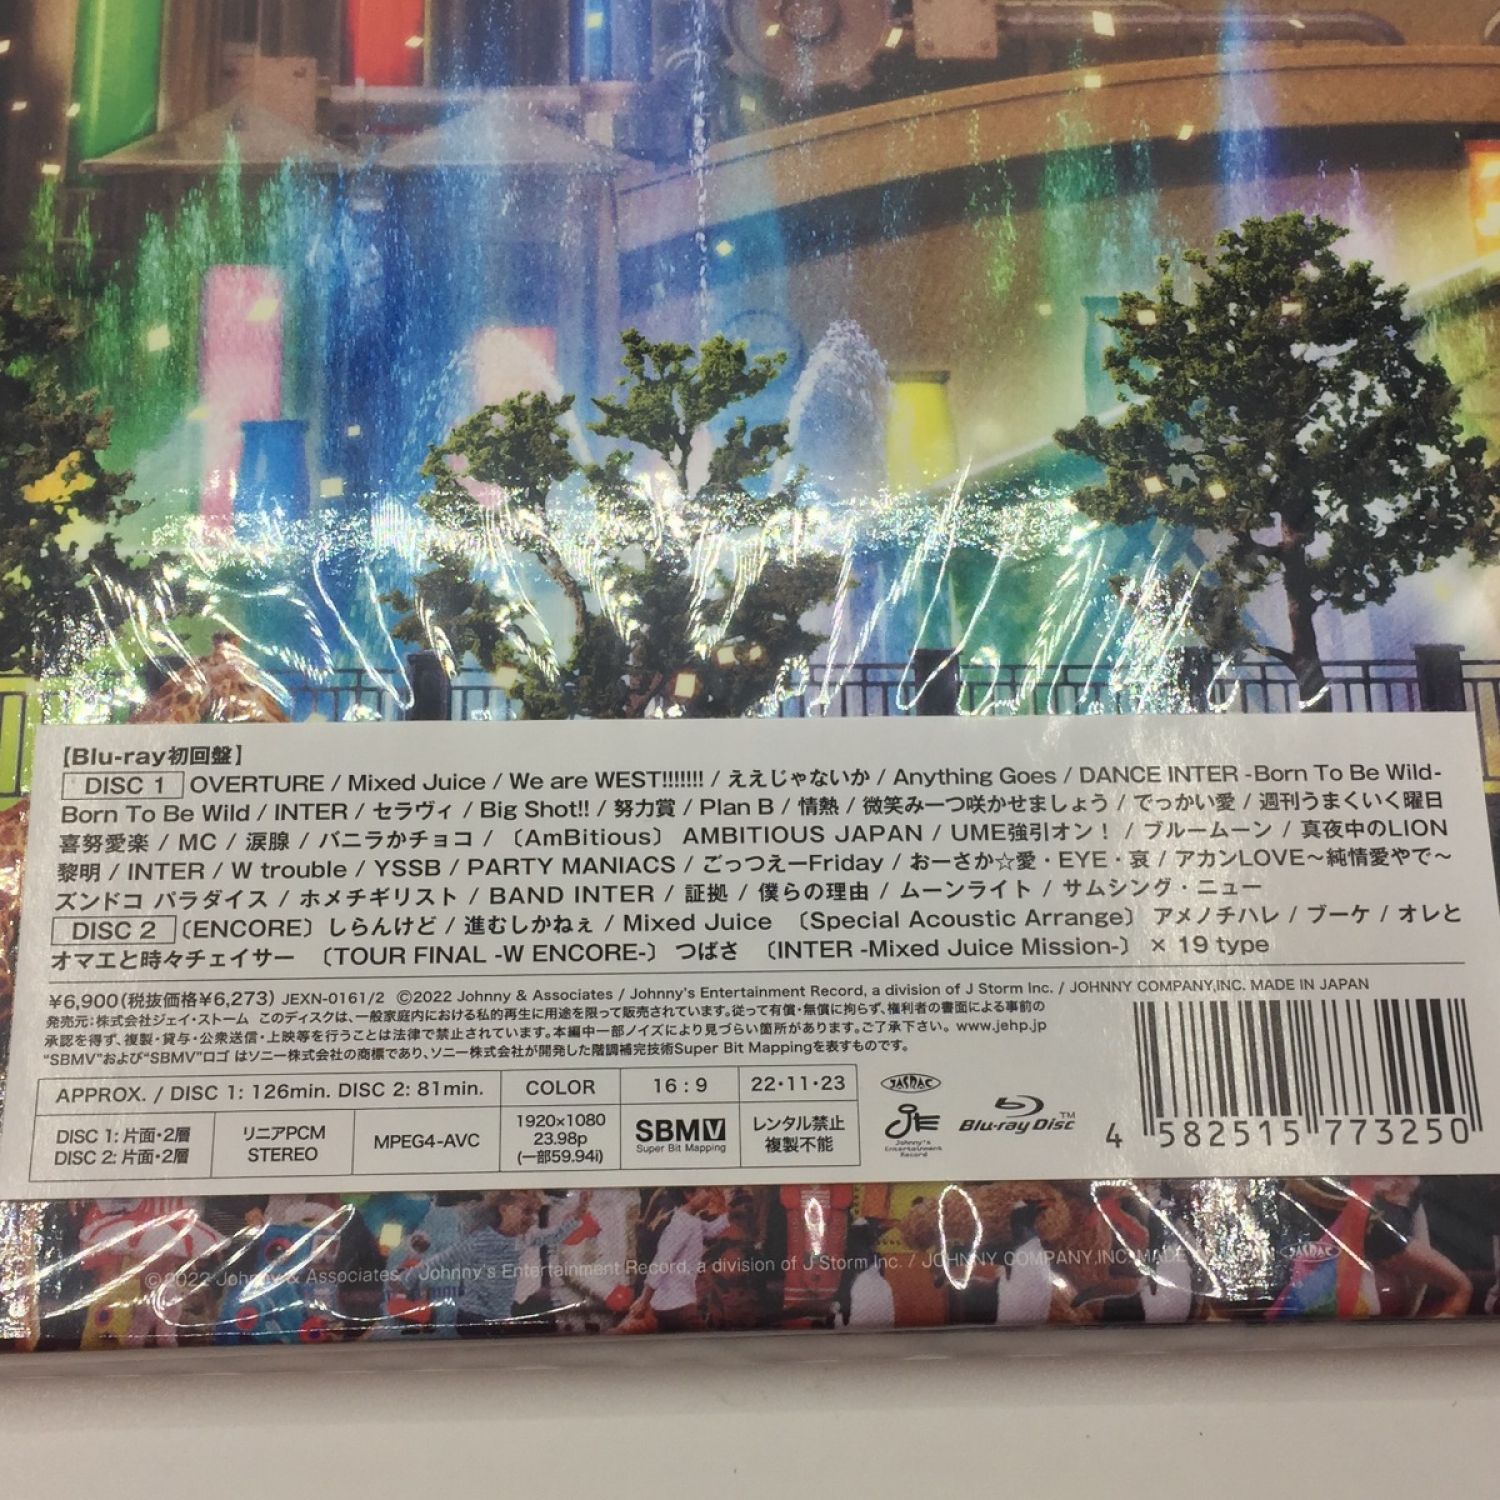 【Blu-ray初回盤】
DISC 1 OVERTURE / Mixed Juice / We are WEST!!!!!!! / ええじゃないか / Anything Goes / DANCE INTER -Born To Be Wild-
Born To Be Wild / INTER / セラヴィ / Big Shot!! / 努力賞 / Plan B / 情熱 / 微笑み一つ咲かせましょう / でっかい愛 / 週刊うまくいく曜日
喜努愛楽 / MC / 涙腺 / バニラかチョコ / 〔AmBitious〕 AMBITIOUS JAPAN / UME強引オン！ / ブルームーン / 真夜中のLION
黎明 / INTER / W trouble / YSSB / PARTY MANIACS / ごっつえーFriday / おーさか☆愛・EYE・哀 / アカンLOVE～純情愛やで～
ズンドコ パラダイス / ホメチギリスト / BAND INTER / 証拠 / 僕らの理由 / ムーンライト / サムシング・ニュー
DISC 2 〔ENCORE〕しらんけど / 進むしかねぇ / Mixed Juice 〔Special Acoustic Arrange〕 アメノチハレ / ブーケ / オレと
オマエと時々チェイサー 〔TOUR FINAL -W ENCORE-〕 つばさ 〔INTER -Mixed Juice Mission-〕 × 19 type
¥6,900(税抜価格¥6,273) JEXN-0161/2 ©2022 Johnny & Associates / Johnny's Entertainment Record, a division of J Storm Inc. / JOHNNY COMPANY,INC. MADE IN JAPAN
発売元:株式会社ジェイ・ストーム このディスクは、一般家庭内における私的再生に用途を限って販売されています。従って有償・無償に拘らず、権利者の書面による事前の
承認を得ず、複製・貸与・公衆送信・上映等を行うことは法律で禁止されています。本編中一部ノイズにより見づらい箇所があります。ご了承下さい。 www.jehp.jp
"SBMV"および"SBMV"ロゴ はソニー株式会社の商標であり、ソニー株式会社が開発した階調補完技術Super Bit Mappingを表すものです。
APPROX. / DISC 1: 126min. DISC 2: 81min. COLOR 16 : 9 22・11・23 JASRAC
DISC 1: 片面・2層
DISC 2: 片面・2層
リニアPCM
STEREO
MPEG4-AVC
1920×1080
23.98p
(一部59.94i)
SBMV
Super Bit Mapping
レンタル禁止
複製不能
JE
Johnny's
Entertainment
Record
Blu-ray Disc™
4 582515 773250
©2022 Johnny & Associates / Johnny's Entertainment Record, a division of J Storm Inc. / JOHNNY COMPANY,INC. MADE JASRAC